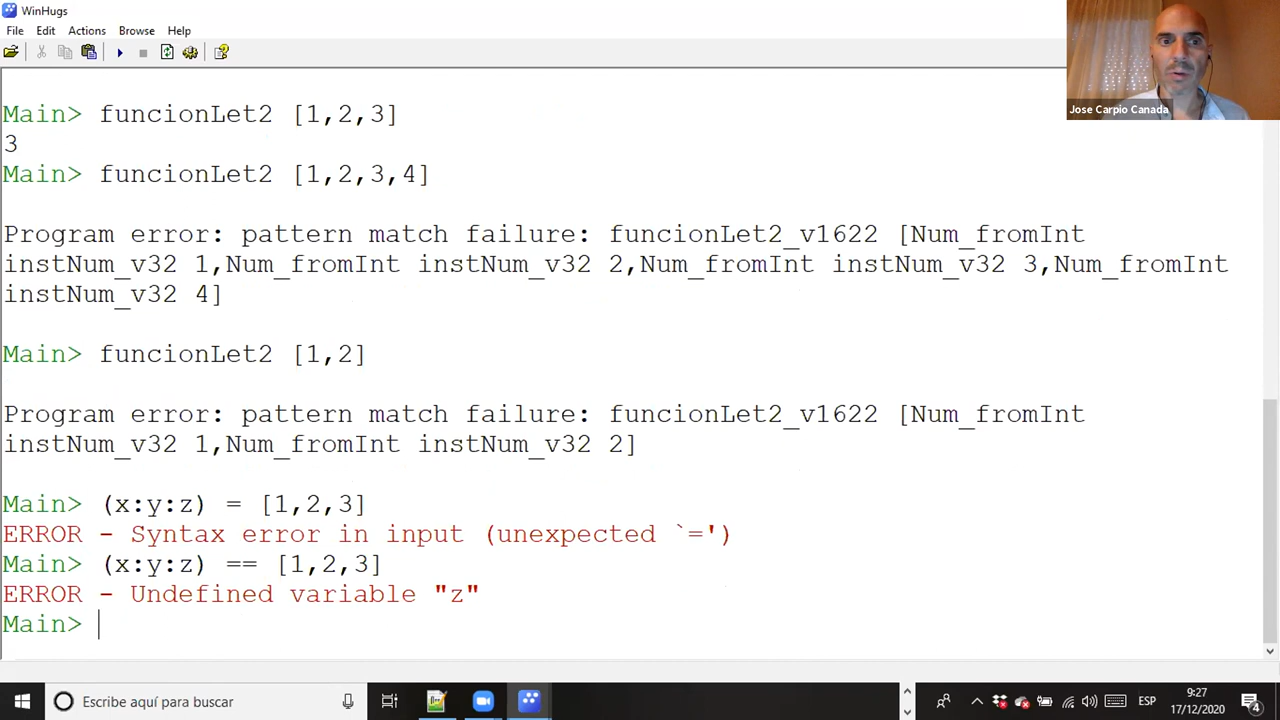 WinHugs
File Edit Actions Browse Help
Jose Carpio Canada
Main> funcionLet2 [1,2,3]
3
Main> funcionLet2 [1,2,3,4]
Program error: pattern match failure: funcionLet2_v1622 [Num_fromInt
instNum_v32 1,Num_fromInt instNum_v32 2,Num_fromInt instNum_v32 3,Num_fromInt
instNum_v32 4]
Main> funcionLet2 [1,2]
Program error: pattern match failure: funcionLet2_v1622 [Num_fromInt
instNum_v32 1,Num_fromInt instNum_v32 2]
Main> (x:y:z) = [1,2,3]
ERROR - Syntax error in input (unexpected `=')
Main> (x:y:z) == [1,2,3]
ERROR - Undefined variable "z"
Main>
Escribe aquí para buscar
ESP
9:27
17/12/2020
4